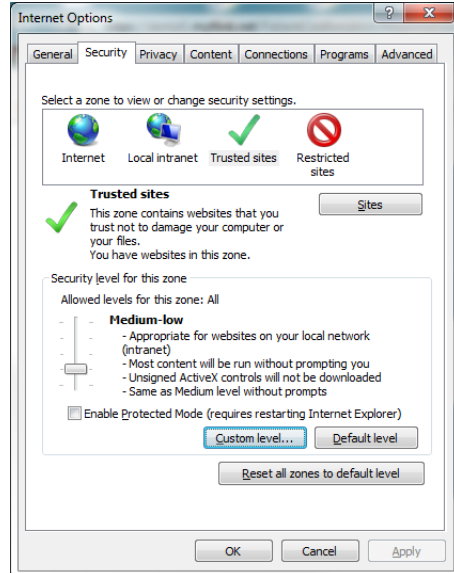 Internet Options
General Security Privacy Content Connections Programs Advanced
Select a zone to view or change security settings.
Internet Local intranet Trusted sites Restricted
sites
Trusted sites
Sites
This zone contains websites that you
trust not to damage your computer or
your files.
You have websites in this zone.
Security level for this zone
Allowed levels for this zone: All
Medium-low
- Appropriate for websites on your local network
(intranet)
- Most content will be run without prompting you
- Unsigned ActiveX controls will not be downloaded
- Same as Medium level without prompts
Enable Protected Mode (requires restarting Internet Explorer)
Custom level... Default level
Reset all zones to default level
OK Cancel Apply